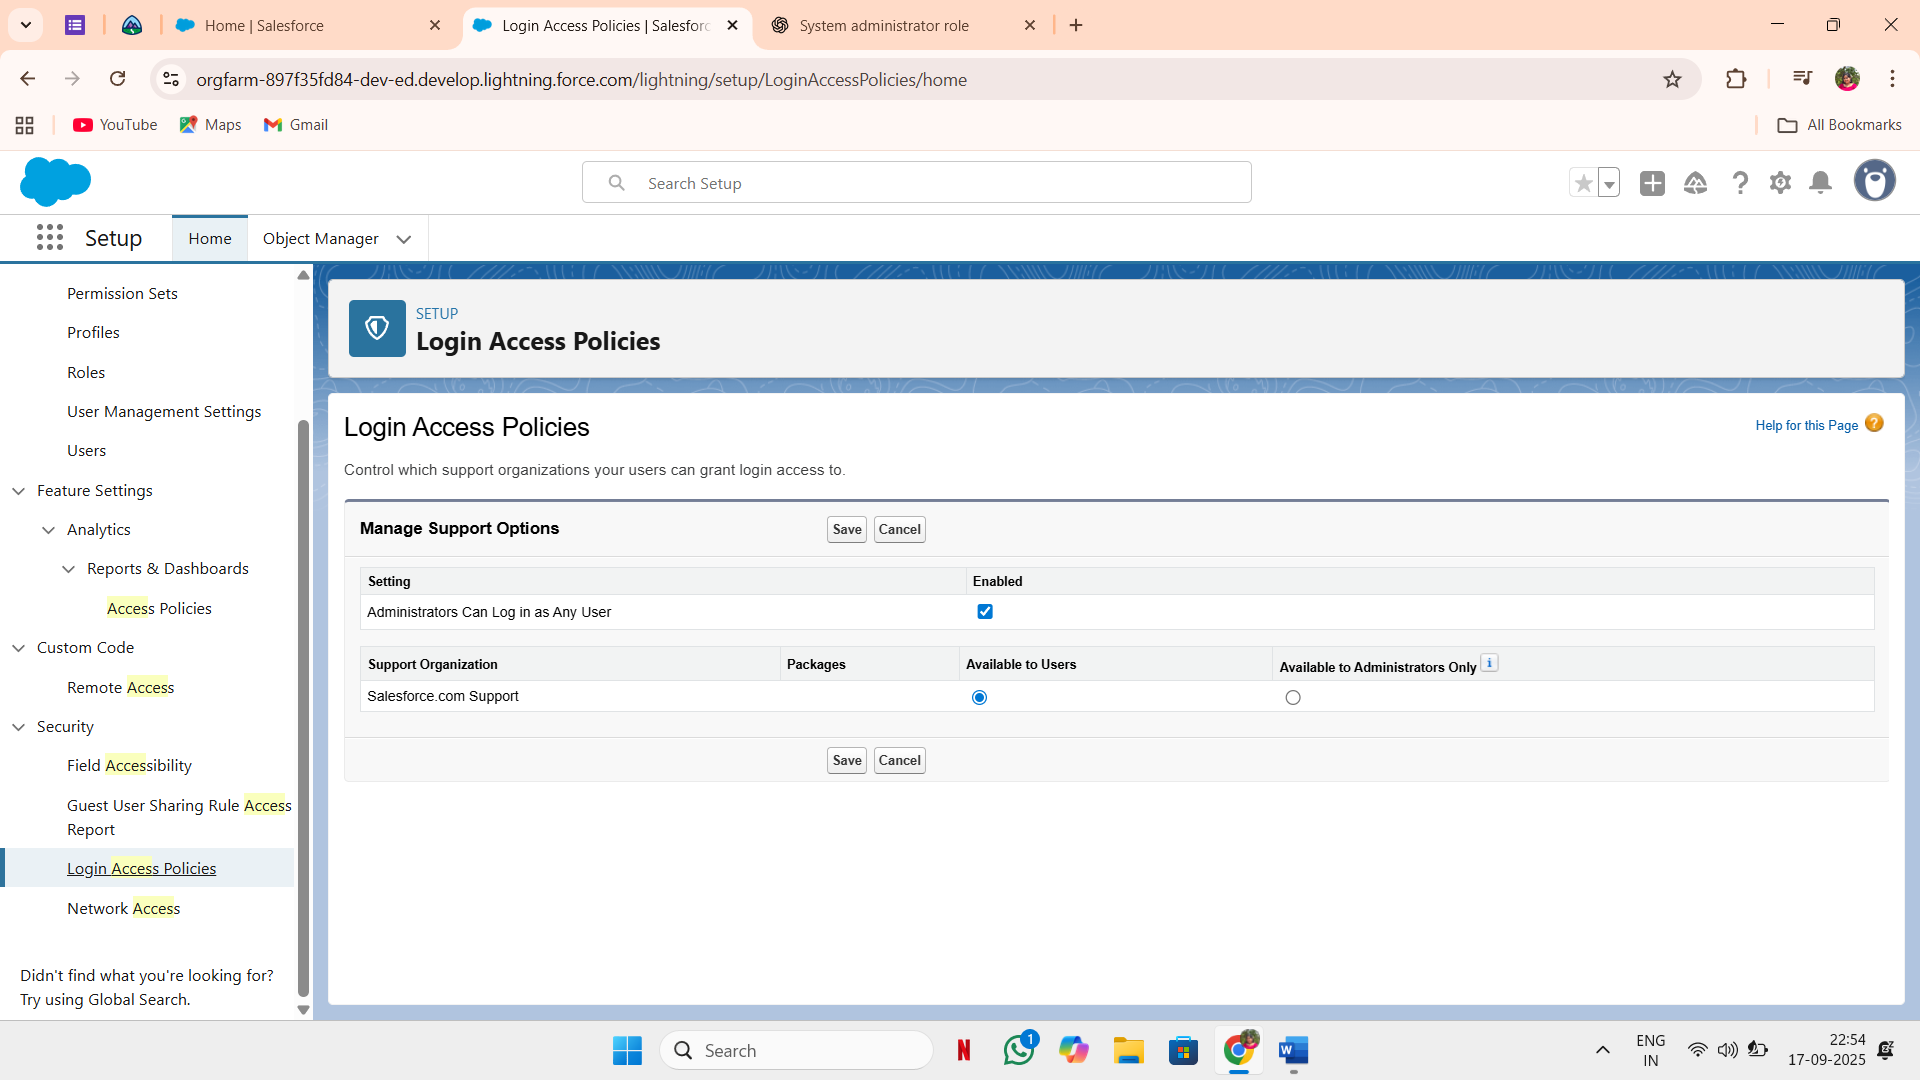 Home | Salesforce
Login Access Policies | Salesforc
System administrator role
orgfarm-897f35fd84-dev-ed.develop.lightning.force.com/lightning/setup/LoginAccessPolicies/home
YouTube
Maps
Gmail
All Bookmarks
Search Setup
Setup
Home
Object Manager
Permission Sets
Profiles
Roles
User Management Settings
Users
Feature Settings
Analytics
Reports & Dashboards
Access Policies
Custom Code
Remote Access
Security
Field Accessibility
Guest User Sharing Rule Access
Report
Login Access Policies
Network Access
Didn't find what you're looking for?
Try using Global Search.
SETUP
Login Access Policies
Login Access Policies
Help for this Page ?
Control which support organizations your users can grant login access to.
Manage Support Options
Save
Cancel
Setting
Enabled
Administrators Can Log in as Any User
Support Organization
Packages
Available to Users
Available to Administrators Only i
Salesforce.com Support
Save
Cancel
Search
N
1
W
ENG
IN
22:54
17-09-2025